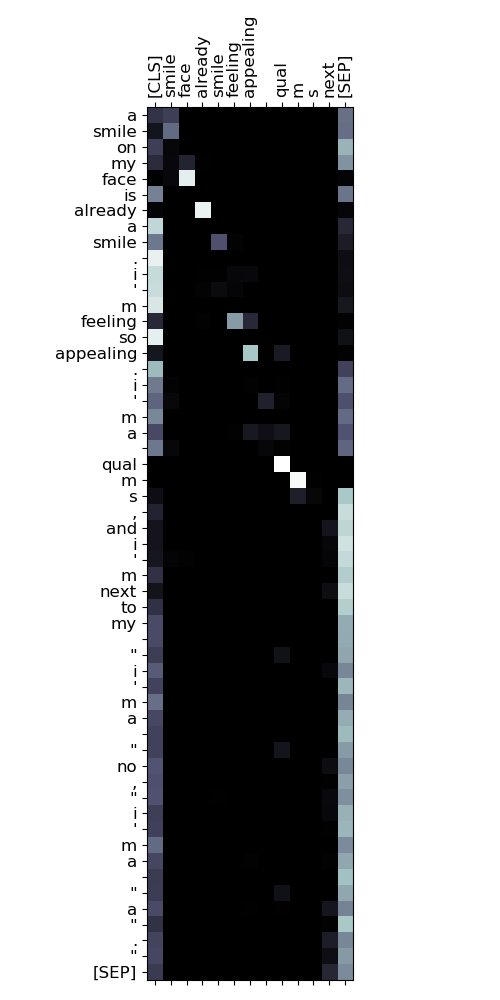 [CLS] smile face already smile feeling appealing qual m s next [SEP]
a
smile
on
my
face
is
already
a
smile
.
i
'
m
feeling
so
appealing
.
i
'
m
a
qual
m
s
,
and
i
'
m
next
to
my
"
i
'
m
a
"
no
,
"
i
'
m
a
"
a
"
.
"
[SEP]